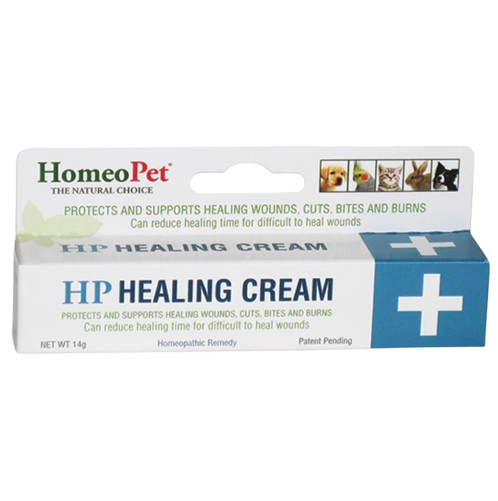 HomeoPet®
THE NATURAL CHOICE
PROTECTS AND SUPPORTS HEALING WOUNDS, CUTS, BITES AND BURNS
Can reduce healing time for difficult to heal wounds
HP HEALING CREAM
HP HEALING CREAM
PROTECTS AND SUPPORTS HEALING WOUNDS, CUTS, BITES AND BURNS
Can reduce healing time for difficult to heal wounds
NET WT 14g Homeopathic Remedy Patent Pending